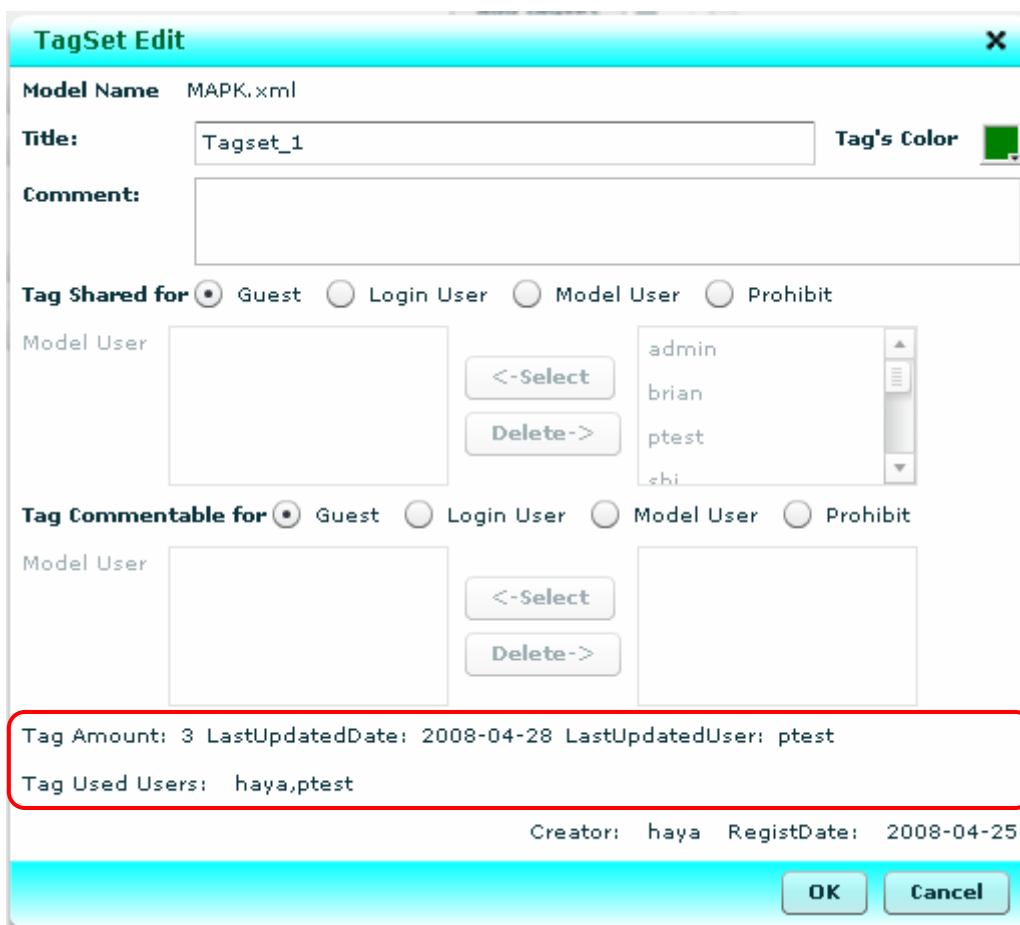 TagSet Edit
Model Name MAPK.xml
Title: Tagset_1 Tag's Color
Comment:
Tag Shared for Guest Login User Model User Prohibit
Model User
<-Select
Delete->
admin
brian
ptest
sbi
Tag Commentable for Guest Login User Model User Prohibit
Model User
<-Select
Delete->
Tag Amount: 3 LastUpdatedDate: 2008-04-28 LastUpdatedUser: ptest
Tag Used Users: haya,ptest
Creator: haya RegistDate: 2008-04-25
OK Cancel